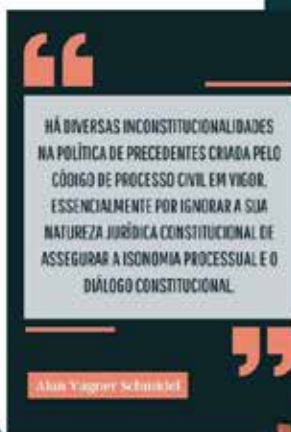 HÁ DIVERSAS INCONSTITUCIONALIDADES
NA POLÍTICA DE PRECEDENTES CRIADA PELO
CÓDIGO DE PROCESSO CIVIL EM VIGOR,
ESSENCIALMENTE POR IGNORAR A SUA
NATUREZA JURÍDICA CONSTITUCIONAL DE
ASSEGURAR A ISONOMIA PROCESSUAL E O
DIÁLOGO CONSTITUCIONAL.
Alan Vagner Schmidel